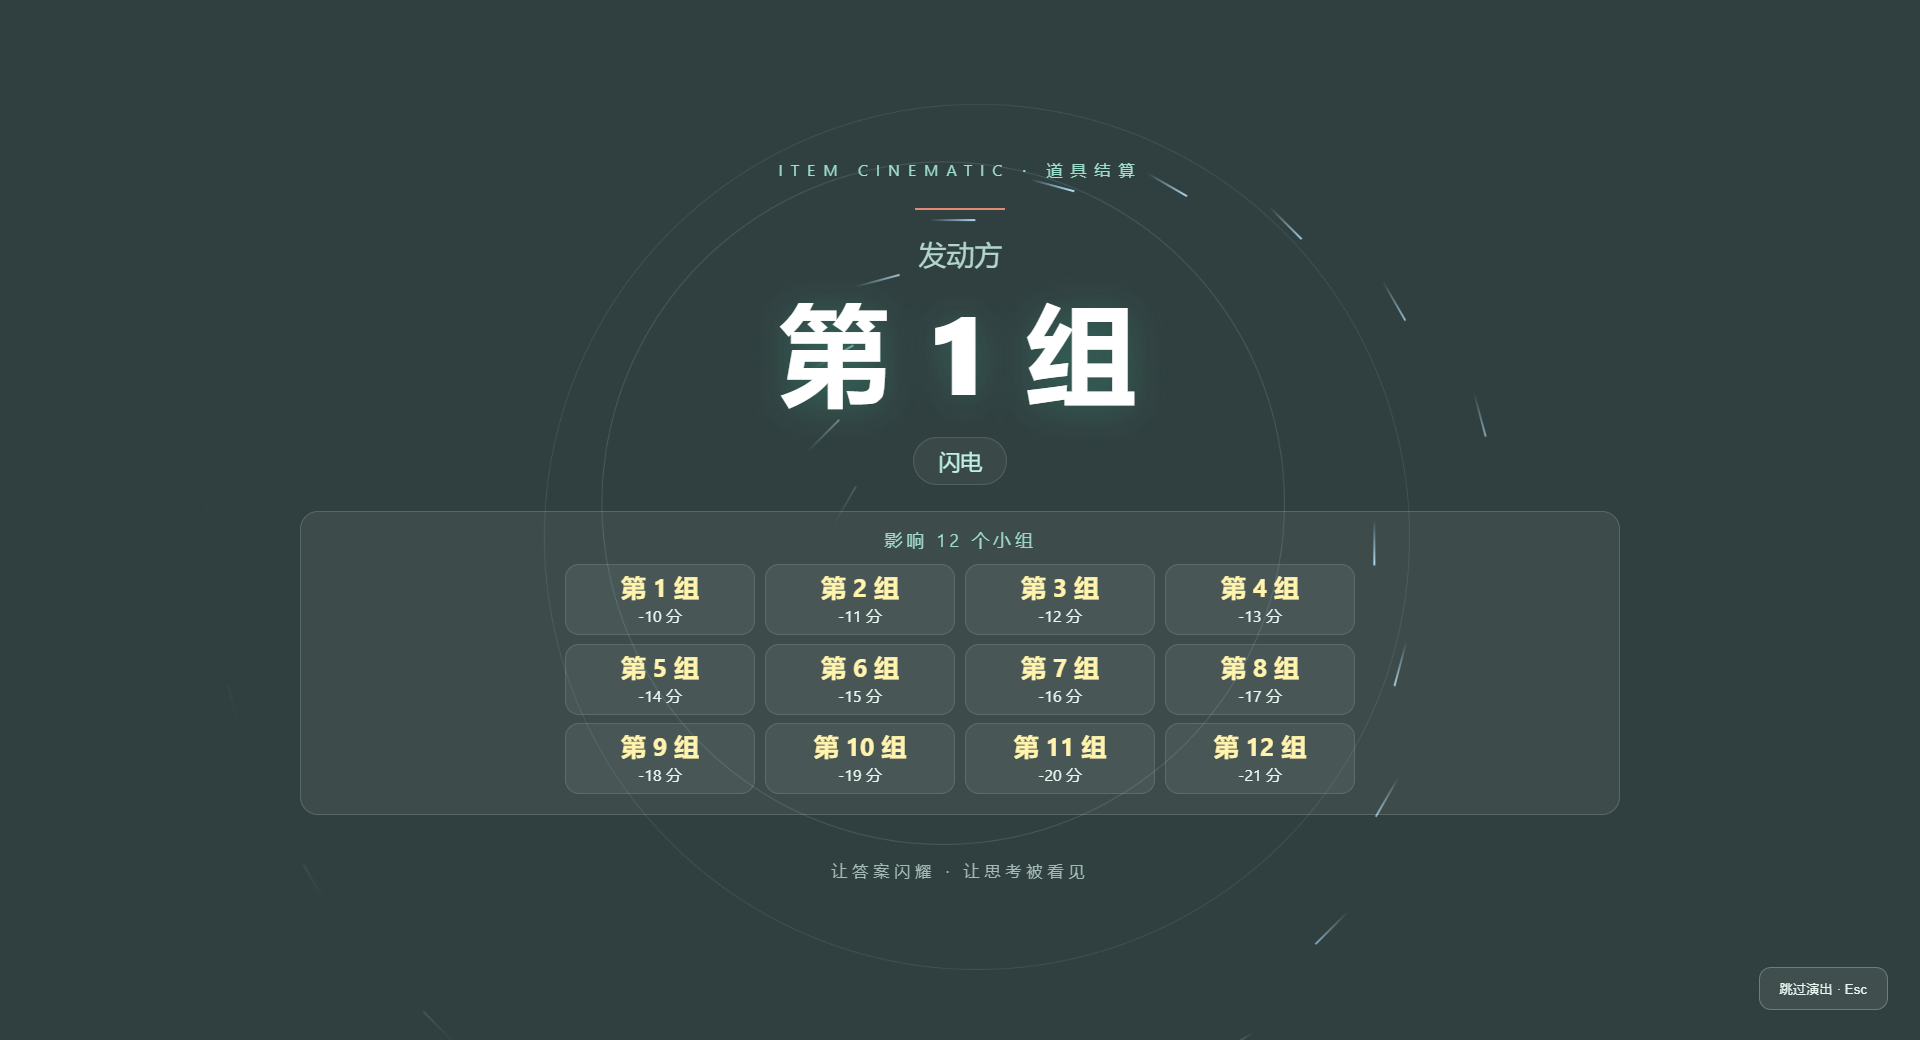 ITEM CINEMATIC · 道具结算
发动方
第 1 组
闪电
影响 12 个小组
第 1 组
-10 分
第 2 组
-11 分
第 3 组
-12 分
第 4 组
-13 分
第 5 组
-14 分
第 6 组
-15 分
第 7 组
-16 分
第 8 组
-17 分
第 9 组
-18 分
第 10 组
-19 分
第 11 组
-20 分
第 12 组
-21 分
让答案闪耀 · 让思考被看见
跳过演出 · Esc